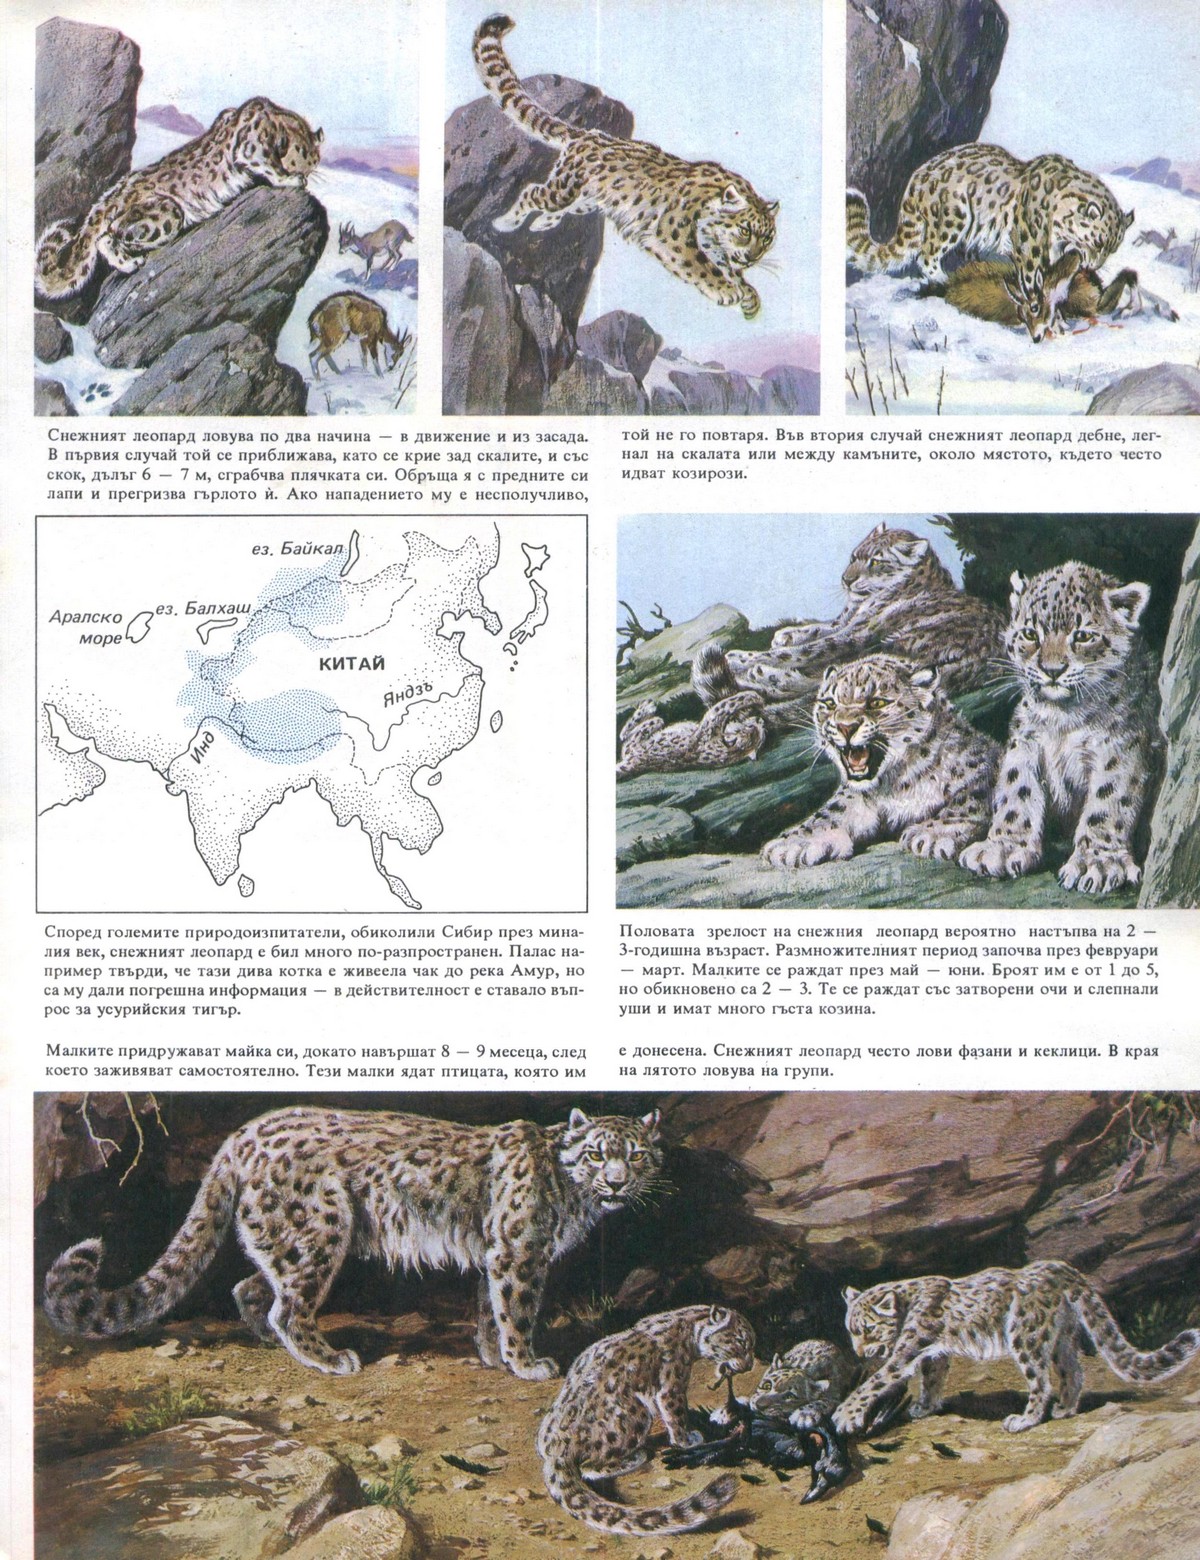 Снежният леопард ловува по два начина — в движение и из засада.
В първия случай той се приближава, като се крие зад скалите, и със
скок, дълъг 6 — 7 м, сграбчва плячката си. Обръща я с предните си
лапи и прегризва гърлото ѝ. Ако нападението му е несполучливо,
той не го повтаря. Във втория случай снежният леопард дебне, лег-
нал на скалата или между камъните, около мястото, където често
идват козирози.
ез. Байкал
Аралско
море
ез. Балхаш
КИТАЙ
Яндзъ
Инд
Според големите природоизпитатели, обиколили Сибир през мина-
лия век, снежният леопард е бил много по-разпространен. Палас на-
пример твърди, че тази дива котка е живеела чак до река Амур, но
са му дали погрешна информация — в действителност е ставало въп-
рос за усурийския тигър.
Половата зрелост на снежния леопард вероятно настъпва на 2 —
3-годишна възраст. Размножителният период започва през февруари
— март. Малките се раждат през май — юни. Броят им е от 1 до 5,
но обикновено са 2 — 3. Те се раждат със затворени очи и слепнали
уши и имат много гъста козина.
Малките придружават майка си, докато навършат 8 — 9 месеца, след
което заживяват самостоятелно. Тези малки ядат птицата, която им
е донесена. Снежният леопард често лови фазани и кеклици. В края
на лятото ловува на групи.